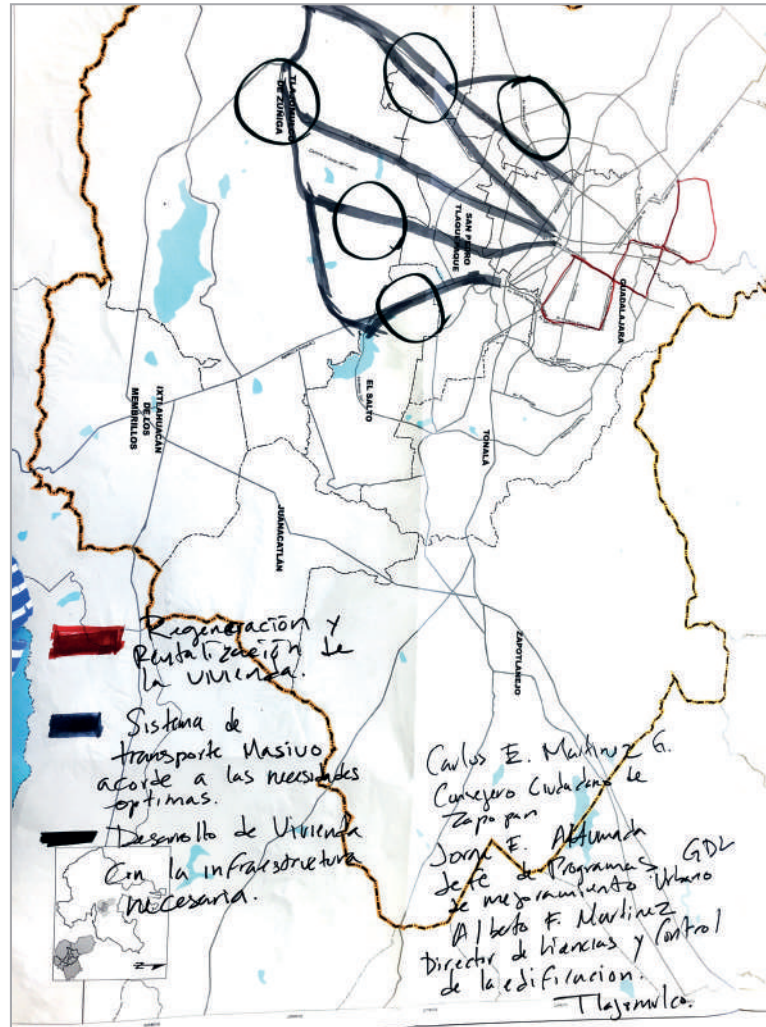 TLAJOMULCO
DE ZÚÑIGA
SAN PEDRO
TLAQUEPAQUE
GUADALAJARA
EL SALTO
TONALÁ
IXTLAHUACÁN
DE LOS
MEMBRILLOS
JUANACATLÁN
ZAPOTLANEJO
Regeneración y
Rentalización de
la vivienda.
Sistema de
transporte Masivo
acorde a las necesidades
optimas.
Desarrollo de Vivienda
con la infraestructura
necesaria.
Carlos E. Martinez G.
Consejero Ciudadano de
Zapopan
Jorge E. Ahumada
Jefe de Programas GDL
de mejoramiento Urbano
Alberto F. Martinez
Director de Licencias y Control
de la edificacion.
Tlajomulco.
Z